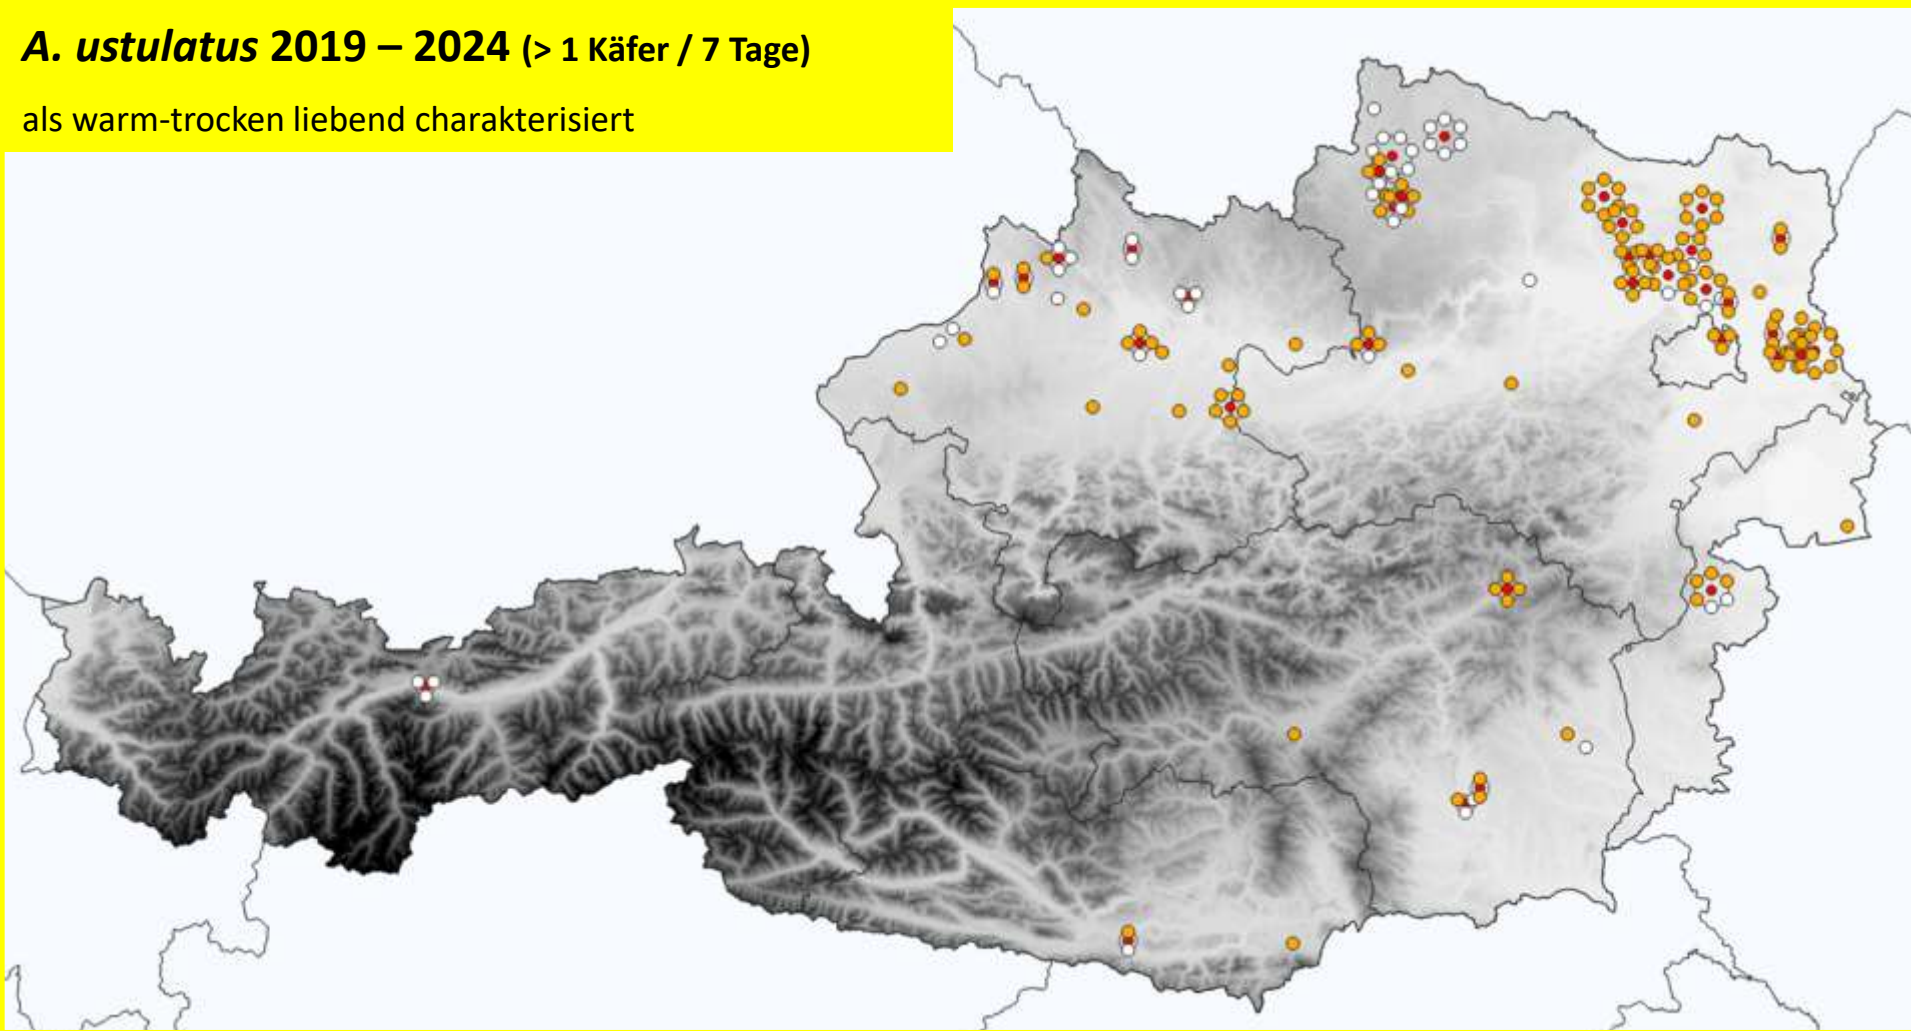 A. ustulatus 2019 – 2024 (> 1 Käfer / 7 Tage)
als warm-trocken liebend charakterisiert